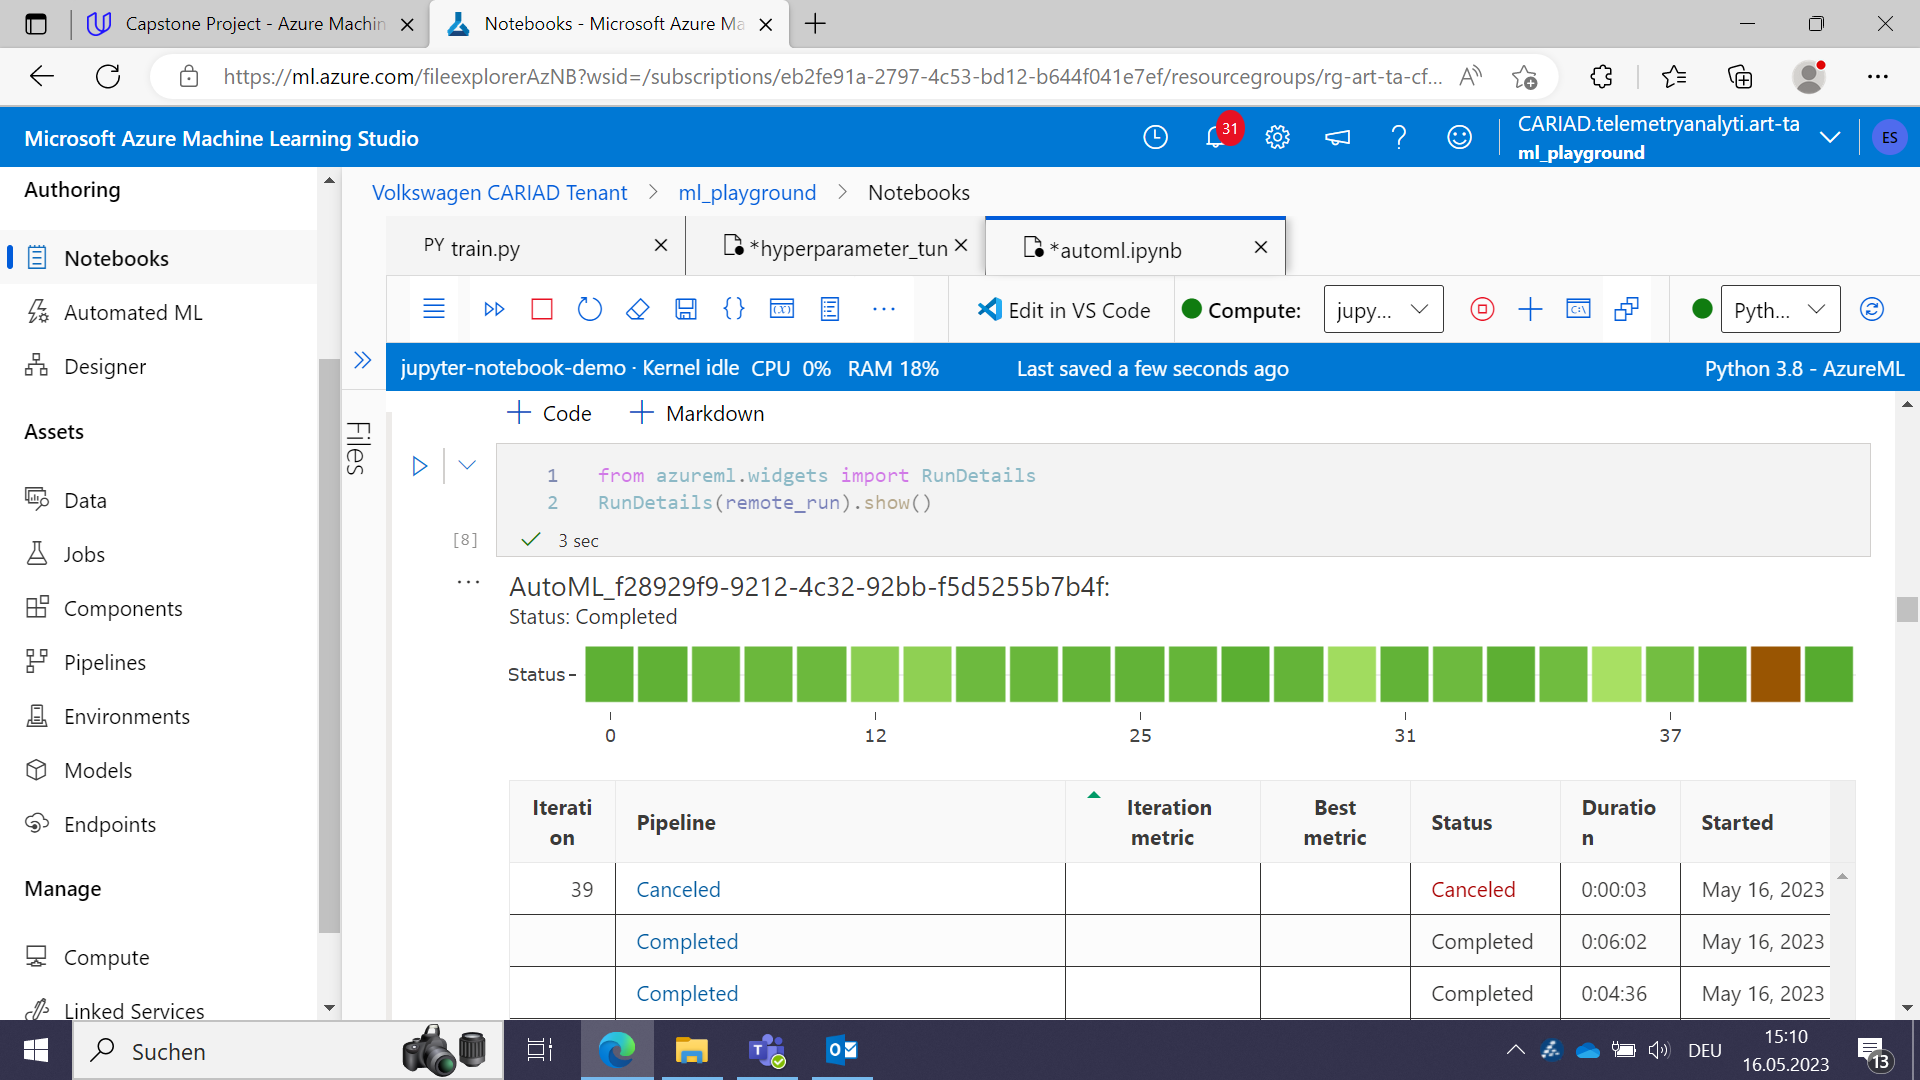 Capstone Project - Azure Machin
Notebooks - Microsoft Azure Ma
https://ml.azure.com/fileexplorerAzNB?wsid=/subscriptions/eb2fe91a-2797-4c53-bd12-b644f041e7ef/resourcegroups/rg-art-ta-cf...
Microsoft Azure Machine Learning Studio
31
CARIAD.telemetryanalyti.art-ta
ml_playground
ES
Authoring
Notebooks
Automated ML
Designer
Assets
Data
Jobs
Components
Pipelines
Environments
Models
Endpoints
Manage
Compute
Linked Services
Volkswagen CARIAD Tenant > ml_playground > Notebooks
PY train.py
*hyperparameter_tun
*automl.ipynb
Edit in VS Code
Compute:
jupy...
Pyth...
jupyter-notebook-demo · Kernel idle CPU 0% RAM 18%
Last saved a few seconds ago
Python 3.8 - AzureML
Files
+ Code + Markdown
1 from azureml.widgets import RunDetails
2 RunDetails(remote_run).show()
[8]
3 sec
AutoML_f28929f9-9212-4c32-92bb-f5d5255b7b4f:
Status: Completed
Status
0 12 25 31 37
Iterati
on
Pipeline
Iteration
metric
Best
metric
Status
Duratio
n
Started
39 Canceled Canceled 0:00:03 May 16, 2023
Completed Completed 0:06:02 May 16, 2023
Completed Completed 0:04:36 May 16, 2023
Suchen
DEU
15:10
16.05.2023
13